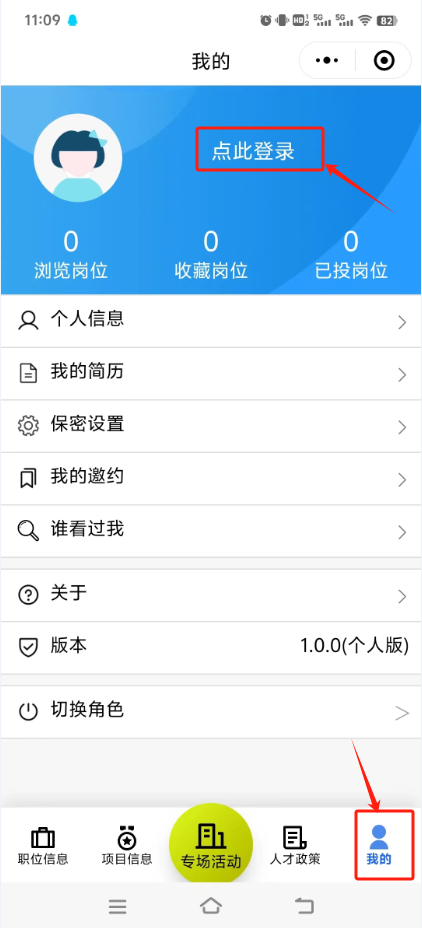 11:09
HD 5G 5G 82
我的
点此登录
0 0 0
浏览岗位 收藏岗位 已投岗位
个人信息
我的简历
保密设置
我的邀约
谁看过我
关于
版本 1.0.0(个人版)
切换角色
职位信息 项目信息 专场活动 人才政策 我的